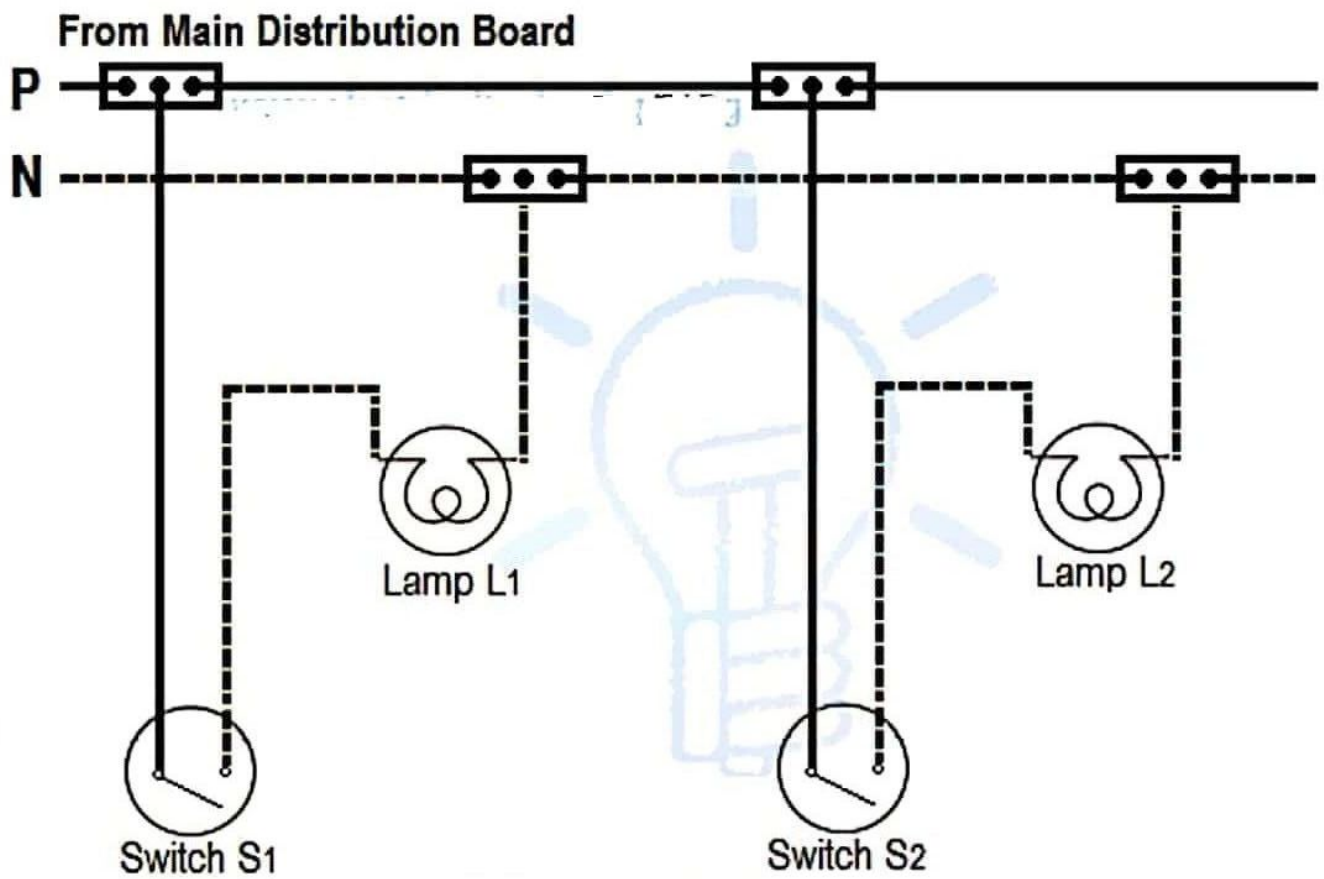 From Main Distribution Board
P
N
Lamp L1
Lamp L2
Switch S1
Switch S2